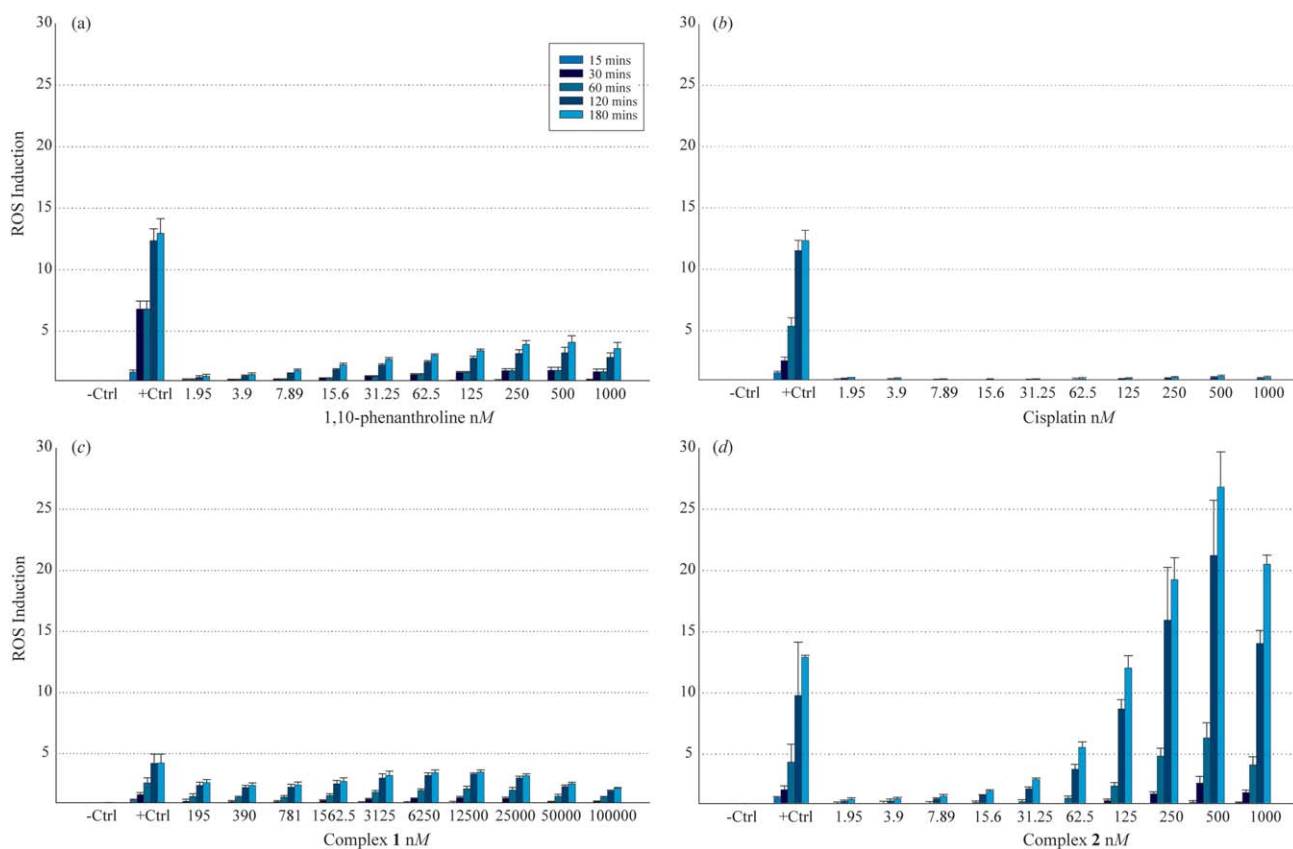 (a)
30
25
20
15
10
5
ROS Induction
15 mins
30 mins
60 mins
120 mins
180 mins
-Ctrl +Ctrl 1.95 3.9 7.89 15.6 31.25 62.5 125 250 500 1000
1,10-phenanthroline nM
(b)
30
25
20
15
10
5
-Ctrl +Ctrl 1.95 3.9 7.89 15.6 31.25 62.5 125 250 500 1000
Cisplatin nM
(c)
30
25
20
15
10
5
ROS Induction
-Ctrl +Ctrl 195 390 781 1562.5 3125 6250 12500 25000 50000 100000
Complex 1 nM
(d)
30
25
20
15
10
5
-Ctrl +Ctrl 1.95 3.9 7.89 15.6 31.25 62.5 125 250 500 1000
Complex 2 nM